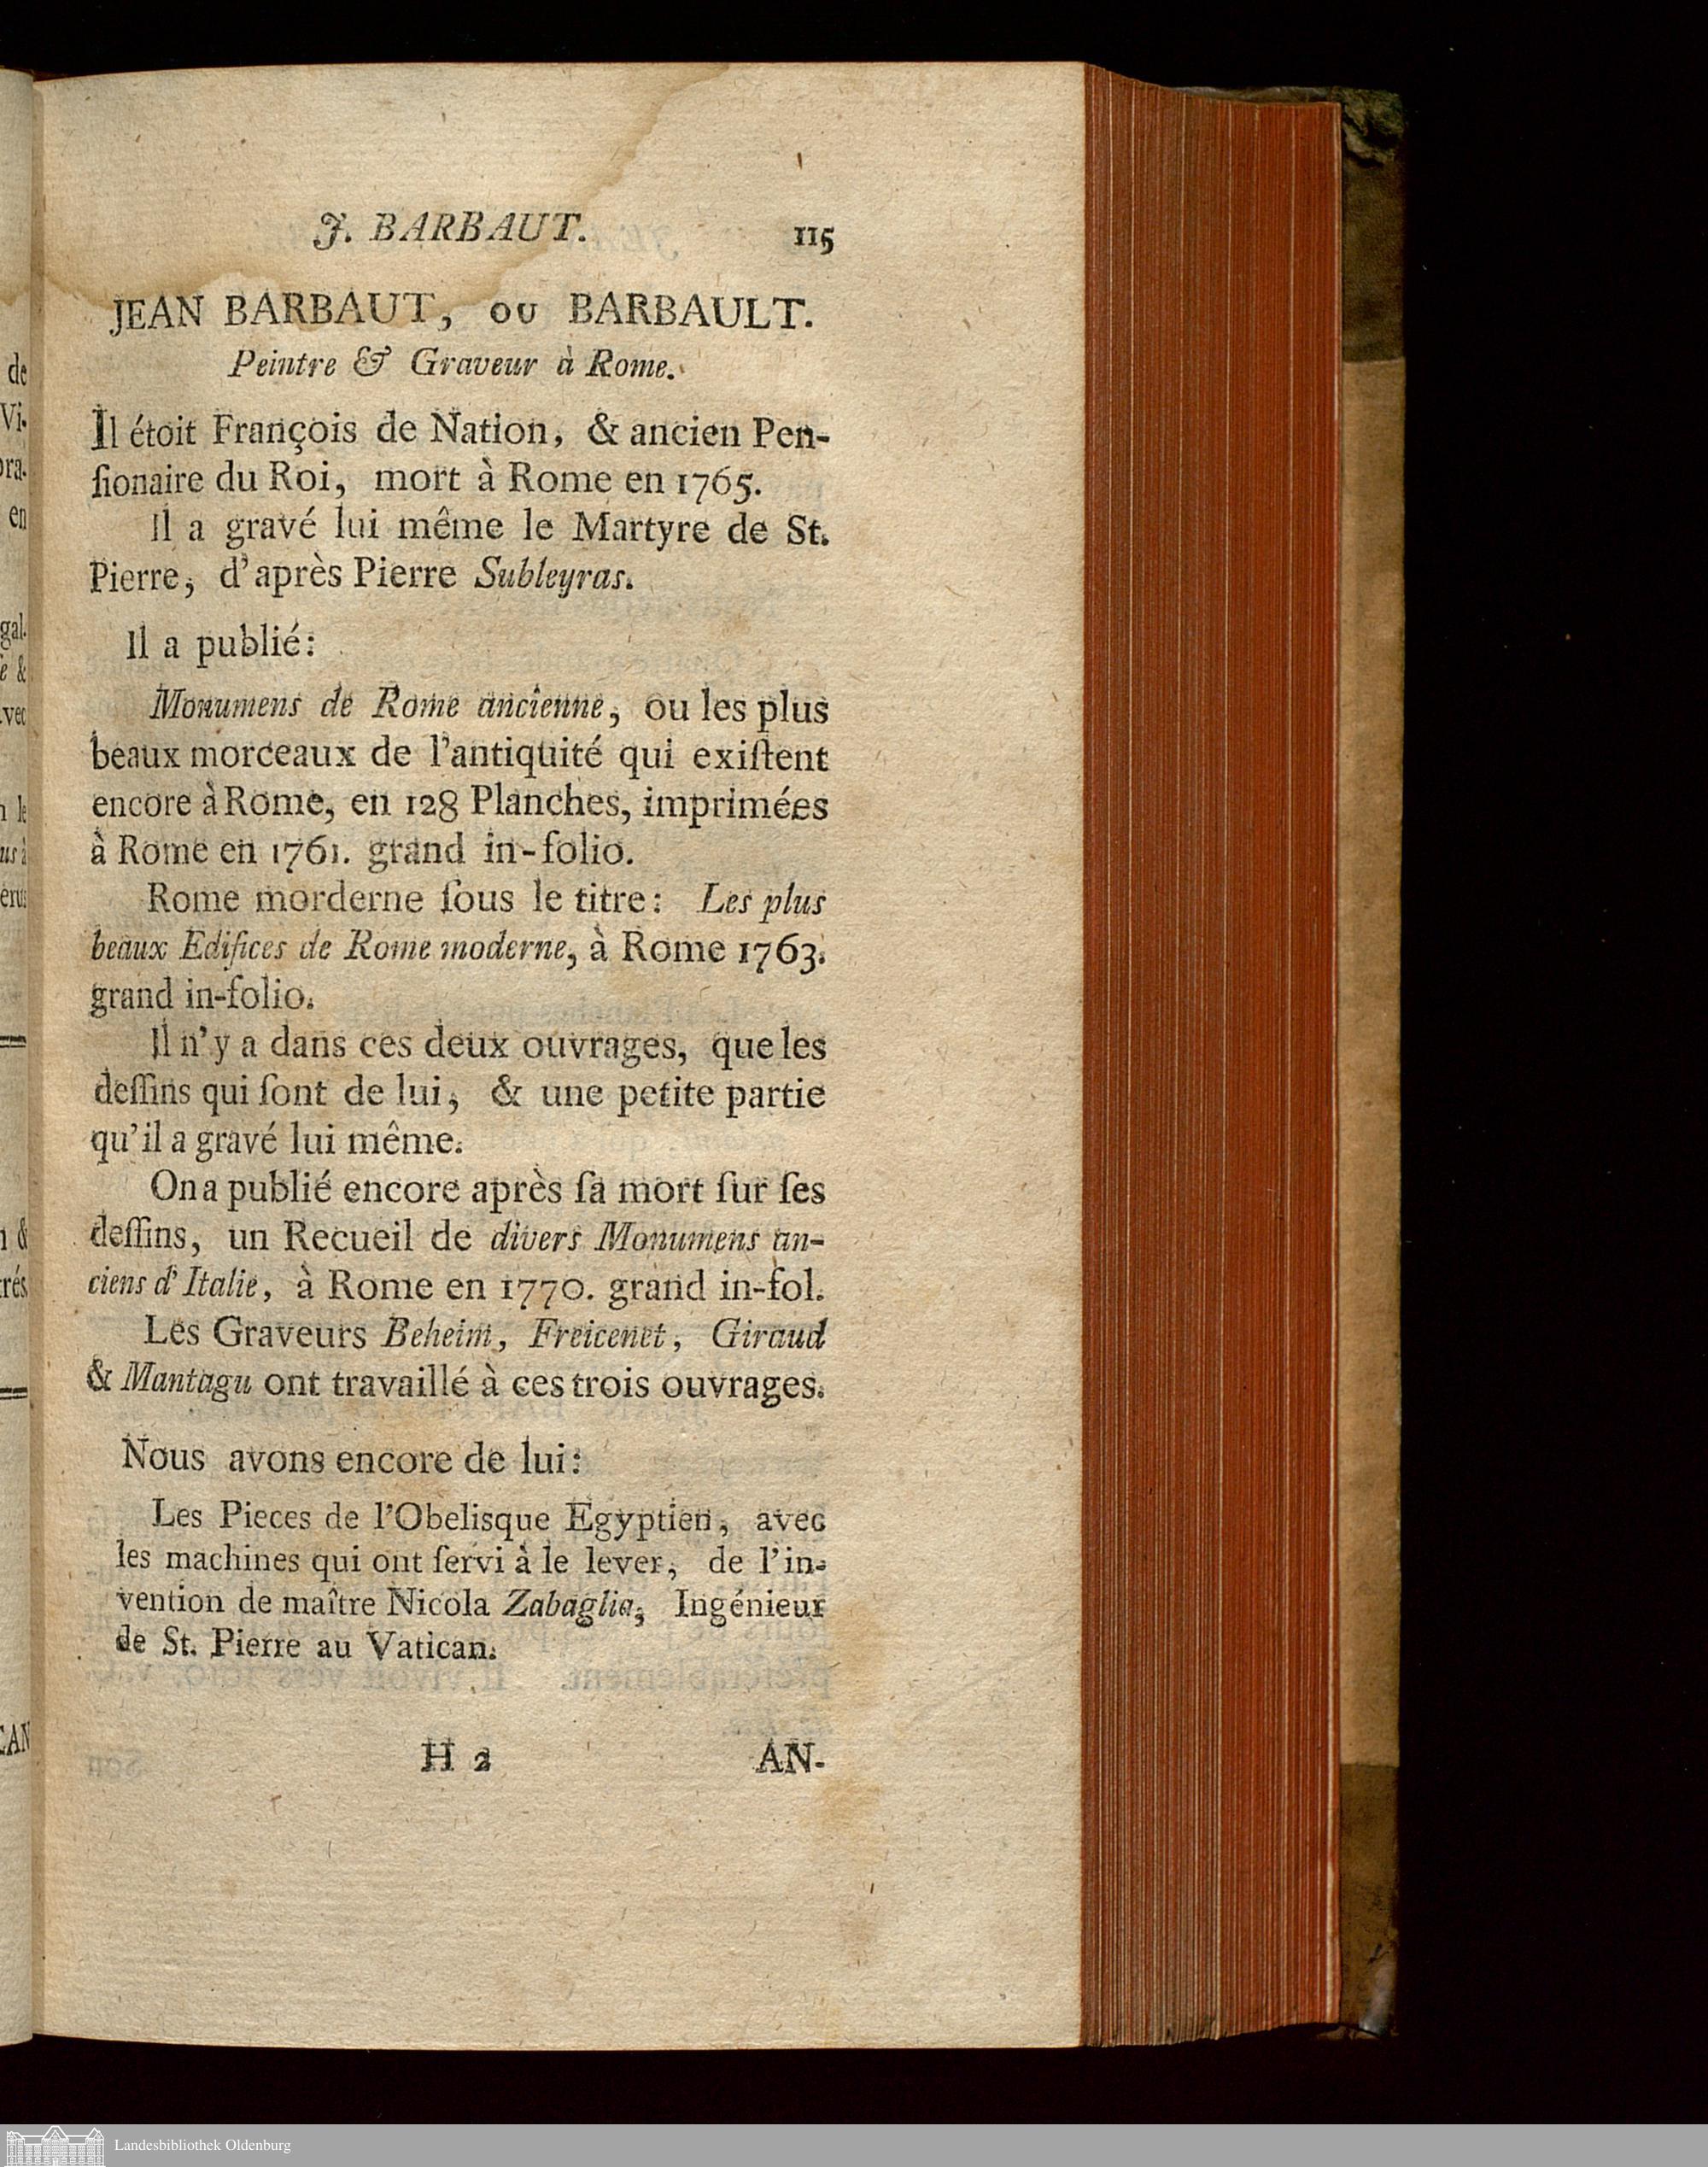 J. BARBAUT. 115
JEAN BARBAUT, ou BARBAULT.
Peintre & Graveur à Rome.
Il étoit François de Nation, & ancien Pen-
ſionaire du Roi, mort à Rome en 1765.
Il a gravé lui même le Martyre de St.
Pierre, d'après Pierre Subleyras.
Il a publié:
Monumens de Rome ancienne, ou les plus
beaux morceaux de l'antiquité qui exiſtent
encore à Rome, en 128 Planches, imprimées
à Rome en 1761. grand in-folio.
Rome morderne ſous le titre: Les plus
beaux Edifices de Rome moderne, à Rome 1763.
grand in-folio.
Il n'y a dans ces deux ouvrages, que les
deſſins qui ſont de lui, & une petite partie
qu'il a gravé lui même.
On a publié encore après ſa mort ſur ſes
deſſins, un Recueil de divers Monumens an-
ciens d'Italie, à Rome en 1770. grand in-fol.
Les Graveurs Beheim, Freicenet, Giraud
& Mantagu ont travaillé à ces trois ouvrages.
Nous avons encore de lui:
Les Pieces de l'Obelisque Egyptien, avec
les machines qui ont ſervi à le lever, de l'in-
vention de maître Nicola Zabaglia, Ingénieur
de St. Pierre au Vatican.
H 2 AN-
Landesbibliothek Oldenburg